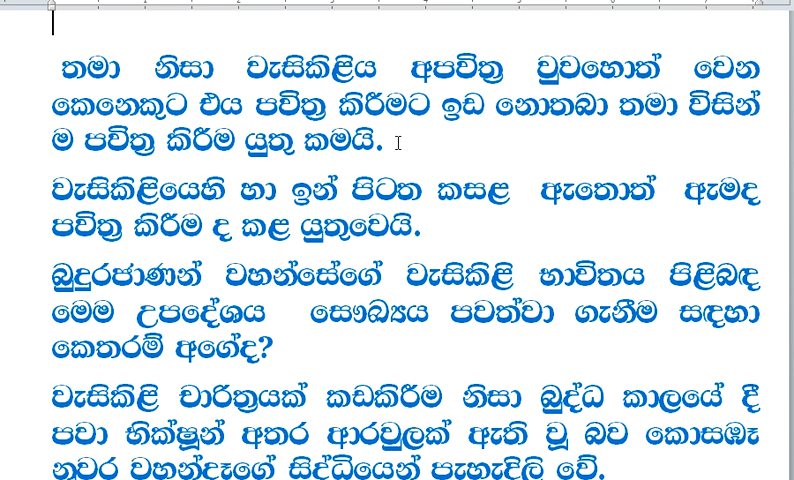 තමා නිසා වැසිකිළිය අපවිත්‍ර වුවහොත් වෙන
කෙනෙකුට එය පවිත්‍ර කිරීමට ඉඩ නොතබා තමා විසින්
ම පවිත්‍ර කිරීම යුතු කමයි.
වැසිකිළියෙහි හා ඉන් පිටත කසළ ඇතොත් ඇමද
පවිත්‍ර කිරීම ද කළ යුතුවෙයි.
බුදුරජාණන් වහන්සේගේ වැසිකිළි භාවිතය පිළිබඳ
මෙම උපදේශය සෞඛ්‍යය පවත්වා ගැනීම සඳහා
කෙතරම් අගේද?
වැසිකිළි චාරිත්‍රයක් කඩකිරීම නිසා බුද්ධ කාලයේ දී
පවා භික්ෂූන් අතර ආරවුලක් ඇති වූ බව කොසඹෑ
නුවර වහන්දෑගේ සිද්ධියෙන් පැහැදිලි වේ.